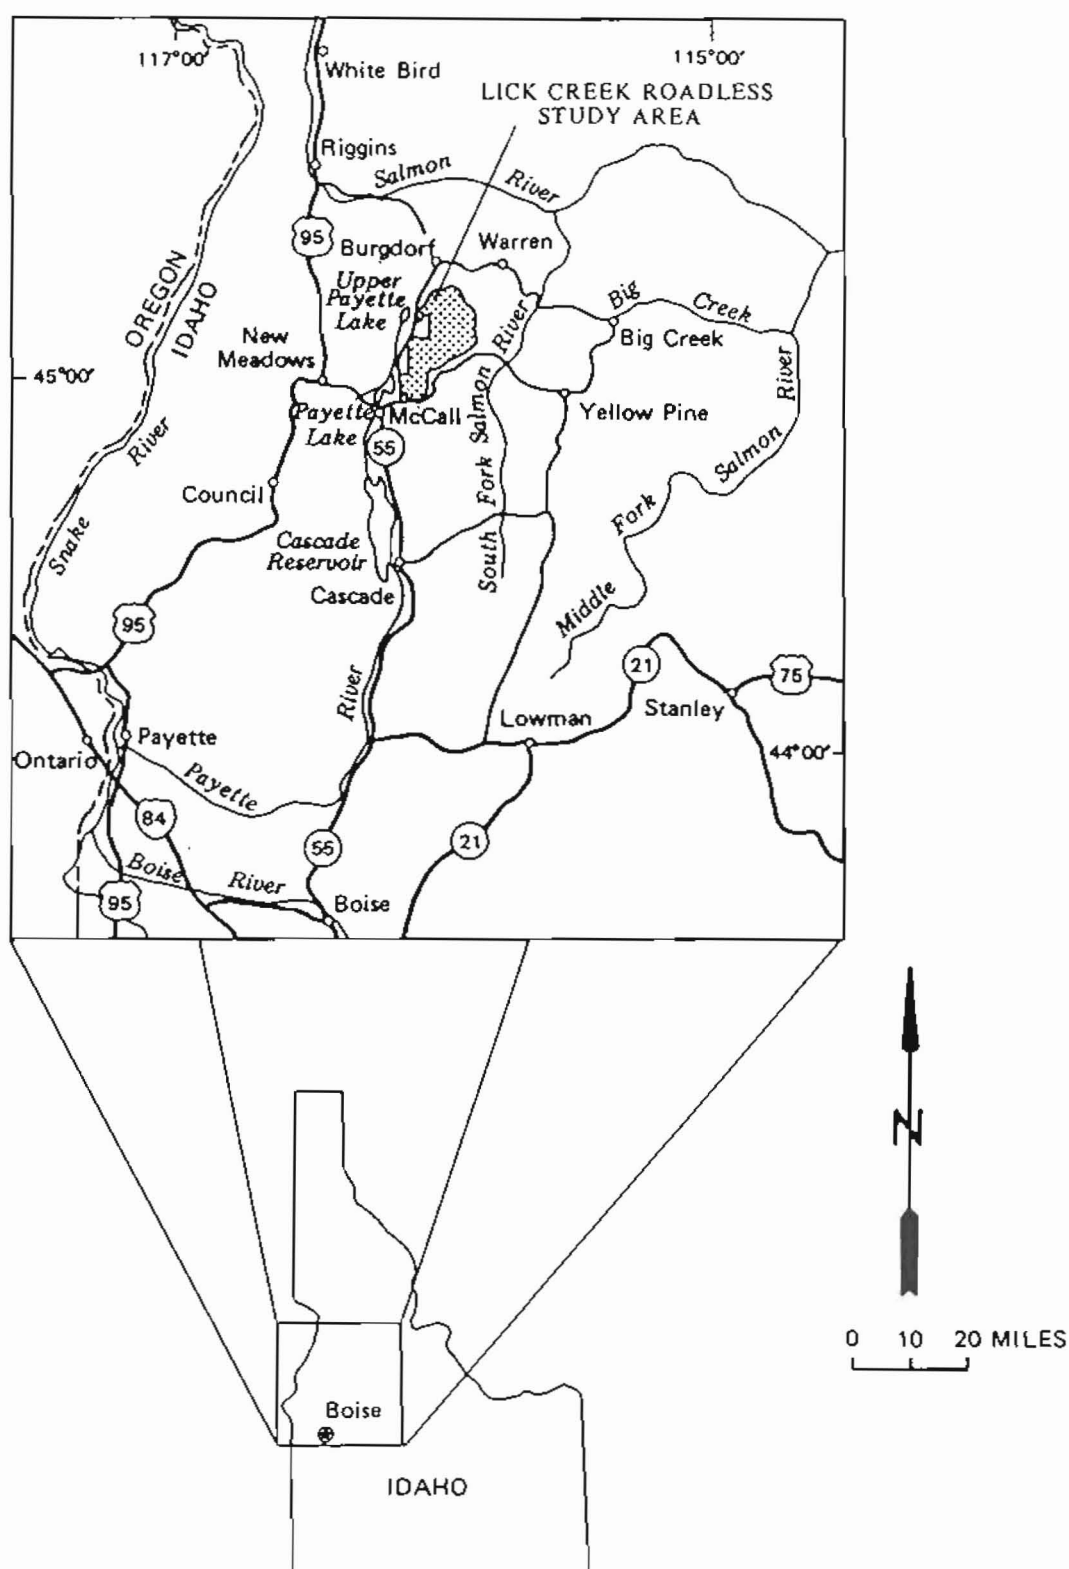 117°00'
115°00'
White Bird
LICK CREEK ROADLESS
STUDY AREA
Riggins
Salmon
River
95
Burgdorf
Warren
OREGON
IDAHO
Upper
Payette
Lake
River
Big
Creek
New
Meadows
Big Creek
45°00'
Payette
Lake
McCall
Yellow Pine
River
55
South Fork Salmon
River
Salmon
Council
Fork
Snake
Cascade
Reservoir
Middle
Cascade
95
21
75
River
Lowman
Stanley
Payette
44°00'
Ontario
Payette
84
55
21
Boise
River
95
Boise
N
0 10 20 MILES
Boise
IDAHO